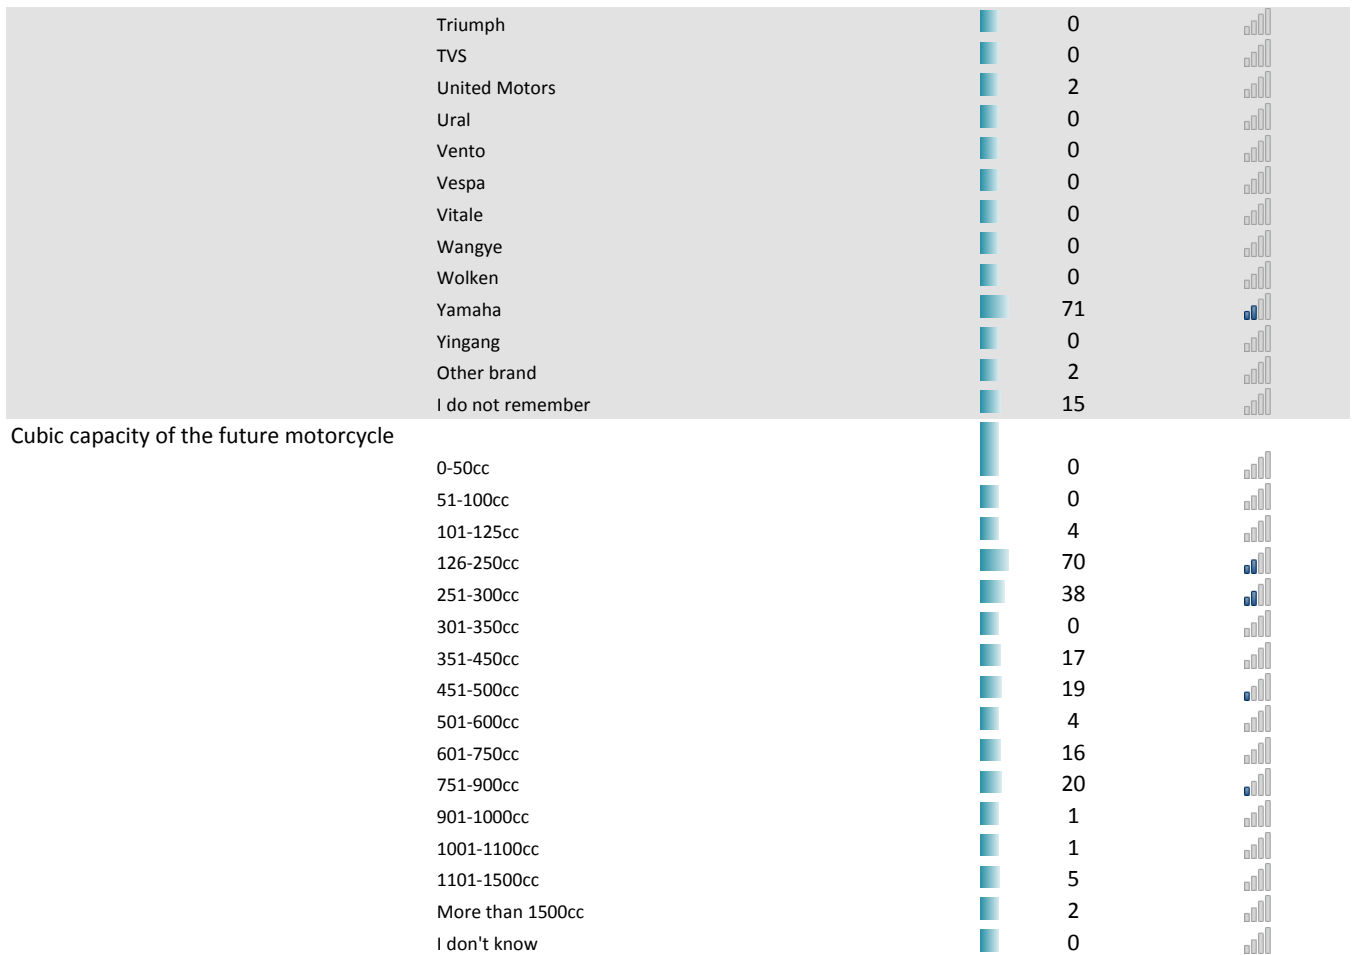 Triumph 0
TVS 0
United Motors 2
Ural 0
Vento 0
Vespa 0
Vitale 0
Wangye 0
Wolken 0
Yamaha 71
Yingang 0
Other brand 2
I do not remember 15
Cubic capacity of the future motorcycle
0-50cc 0
51-100cc 0
101-125cc 4
126-250cc 70
251-300cc 38
301-350cc 0
351-450cc 17
451-500cc 19
501-600cc 4
601-750cc 16
751-900cc 20
901-1000cc 1
1001-1100cc 1
1101-1500cc 5
More than 1500cc 2
I don't know 0